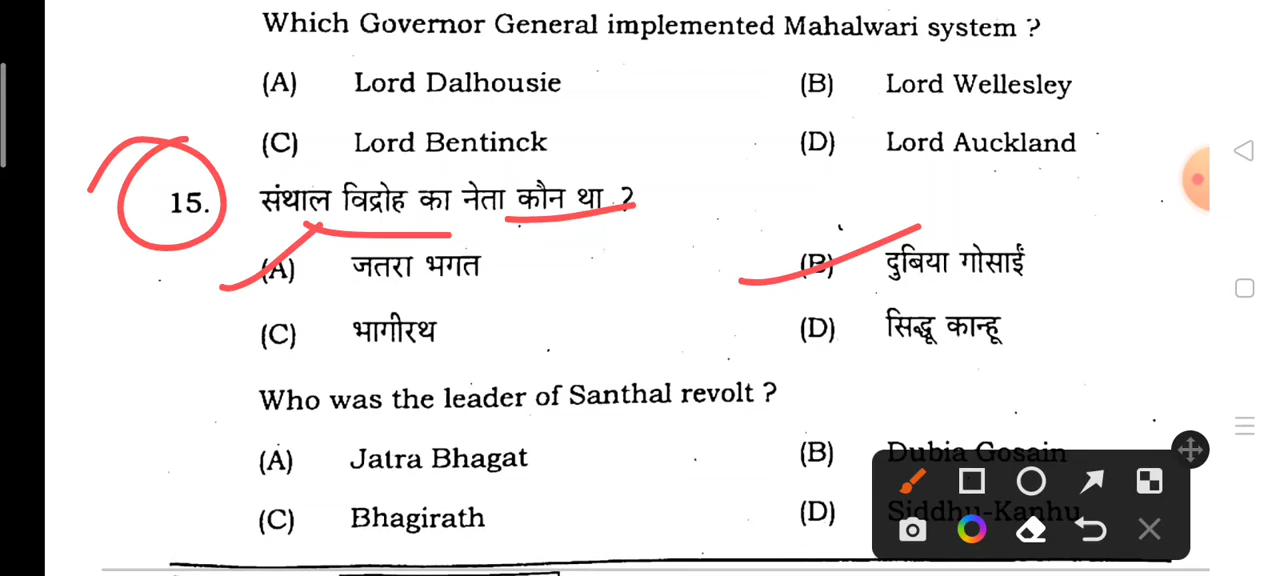 Which Governor General implemented Mahalwari system ?
(A) Lord Dalhousie (B) Lord Wellesley
(C) Lord Bentinck (D) Lord Auckland
15. संथाल विद्रोह का नेता कौन था ?
(A) जतरा भगत (B) दुबिया गोसाईं
(C) भागीरथ (D) सिद्धू कान्हू
Who was the leader of Santhal revolt ?
(A) Jatra Bhagat (B) Dubia Gosain
(C) Bhagirath (D) Siddhu-Kanhu